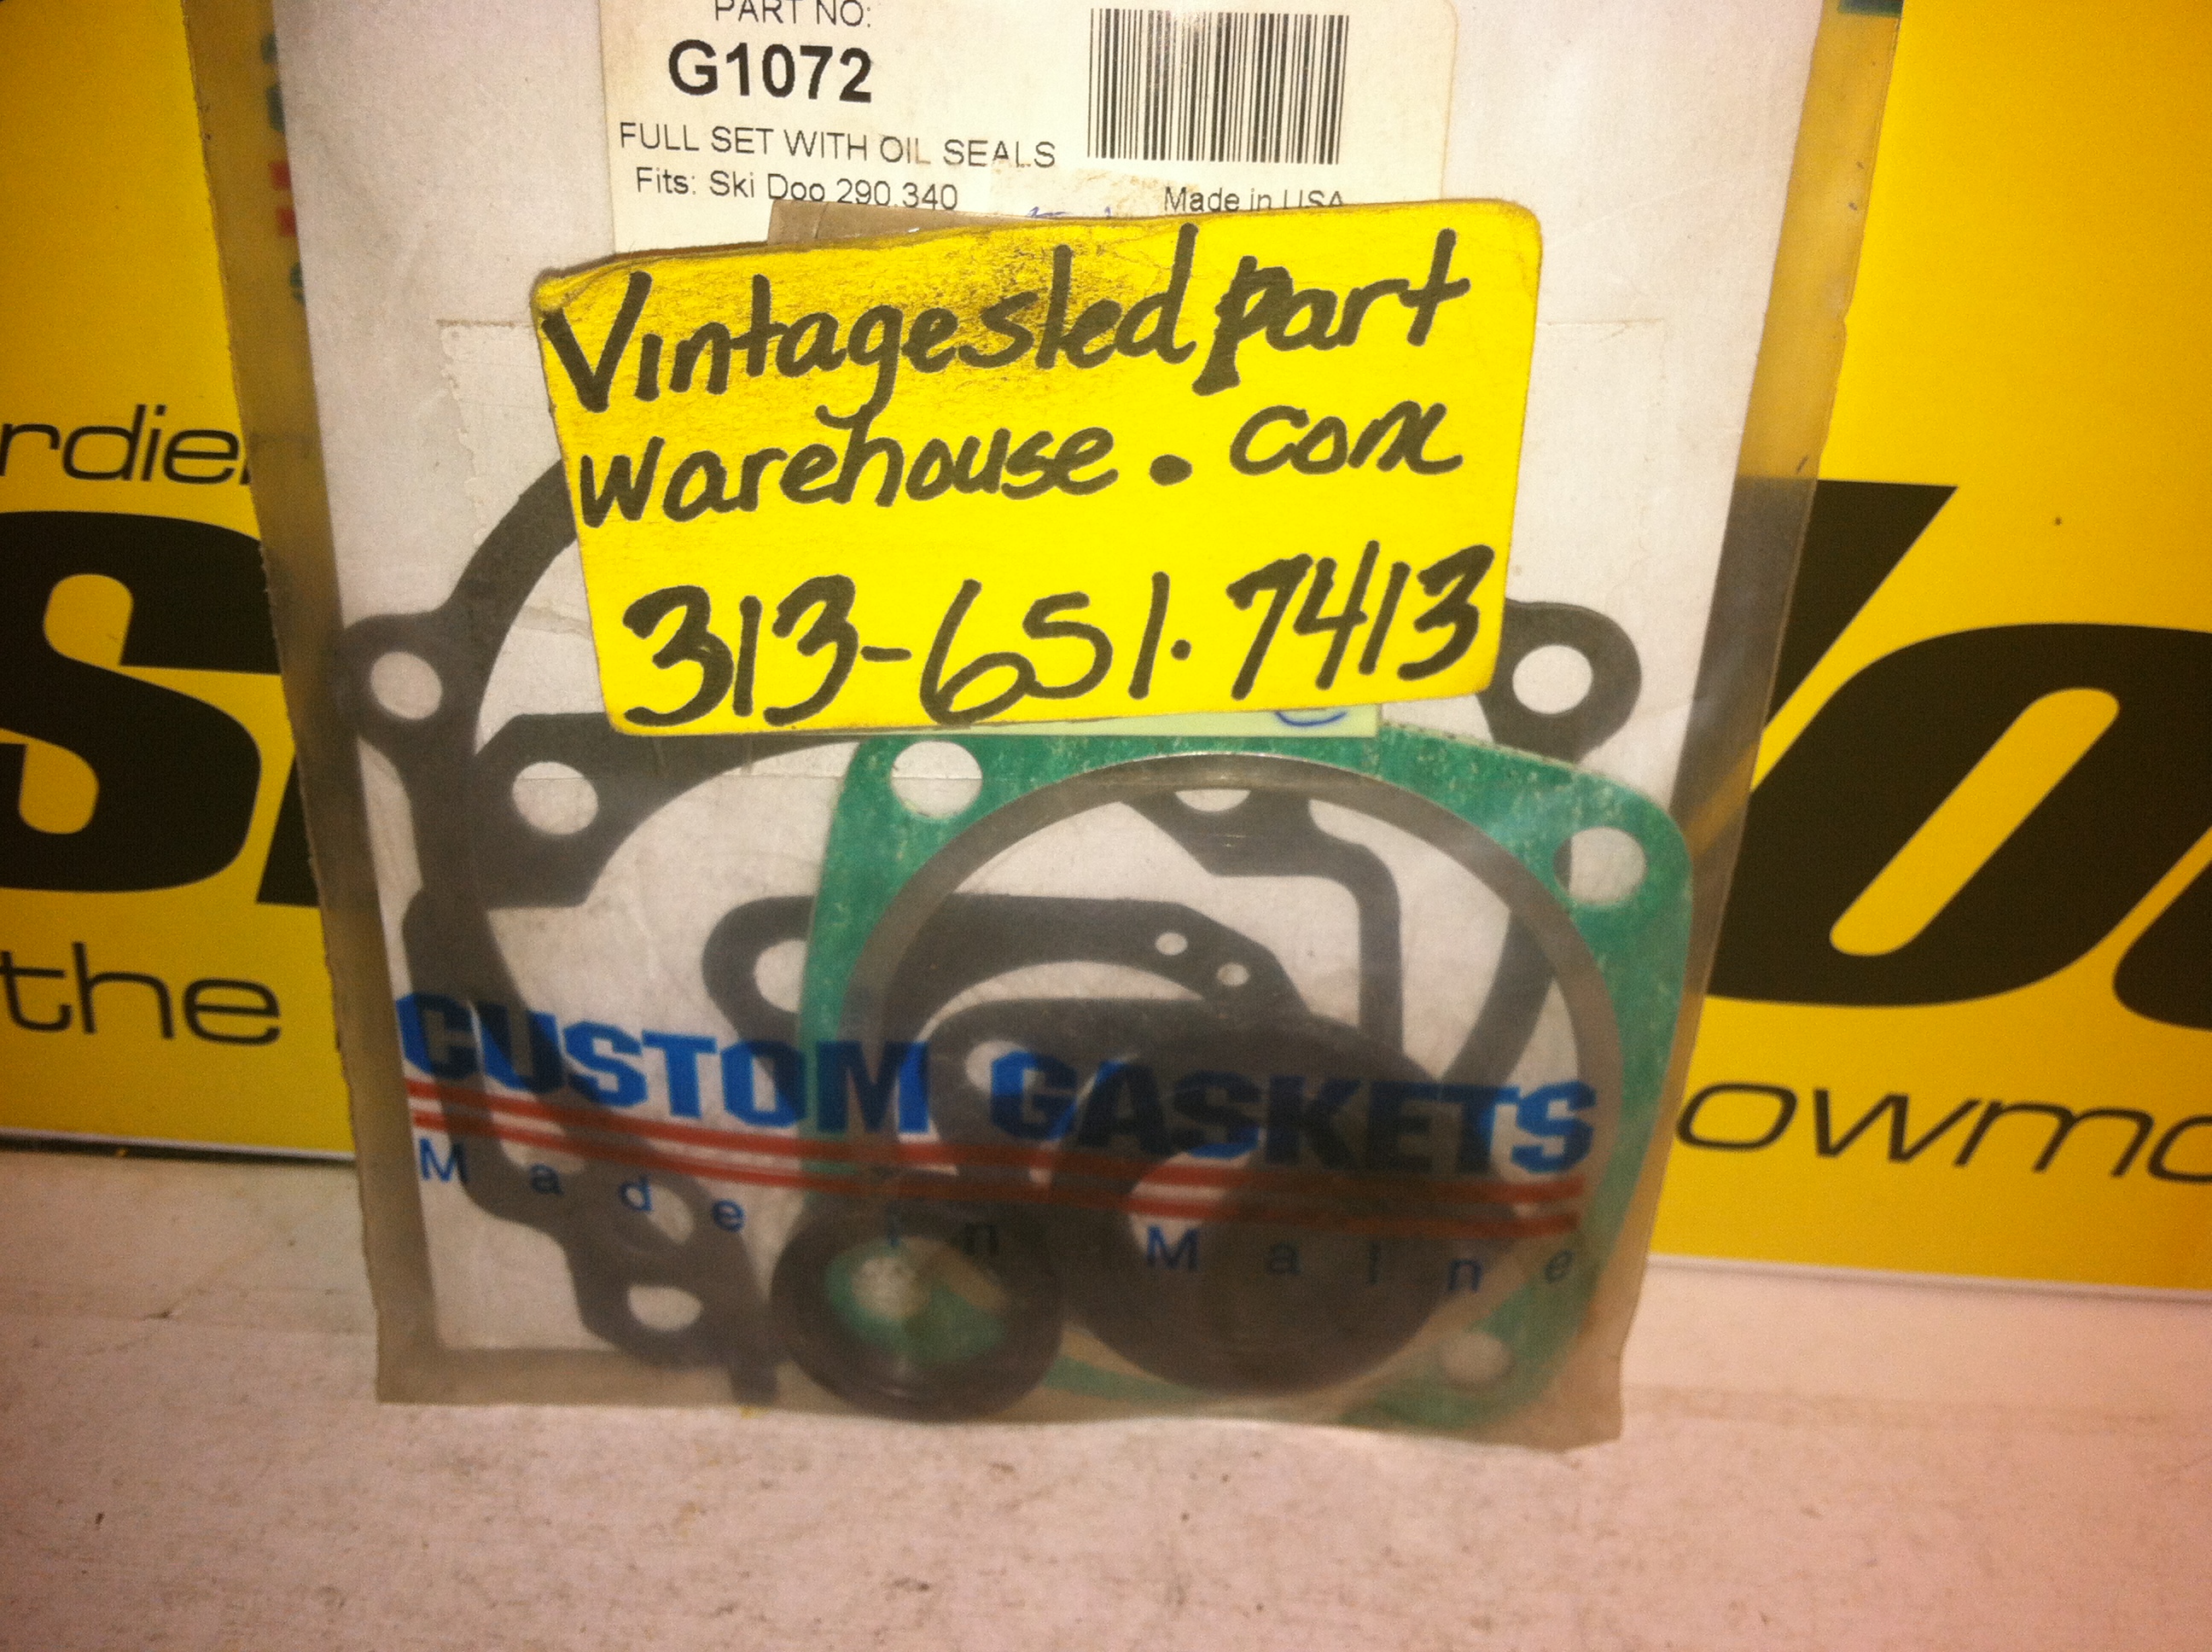 PART NO:
G1072
FULL SET WITH OIL SEALS
Fits: Ski Doo 290,340
Made in USA
Vintagesledpart
warehouse.com
313-651.7413
rdie
the
owmo
CUSTOM GASKETS
Made in Maine